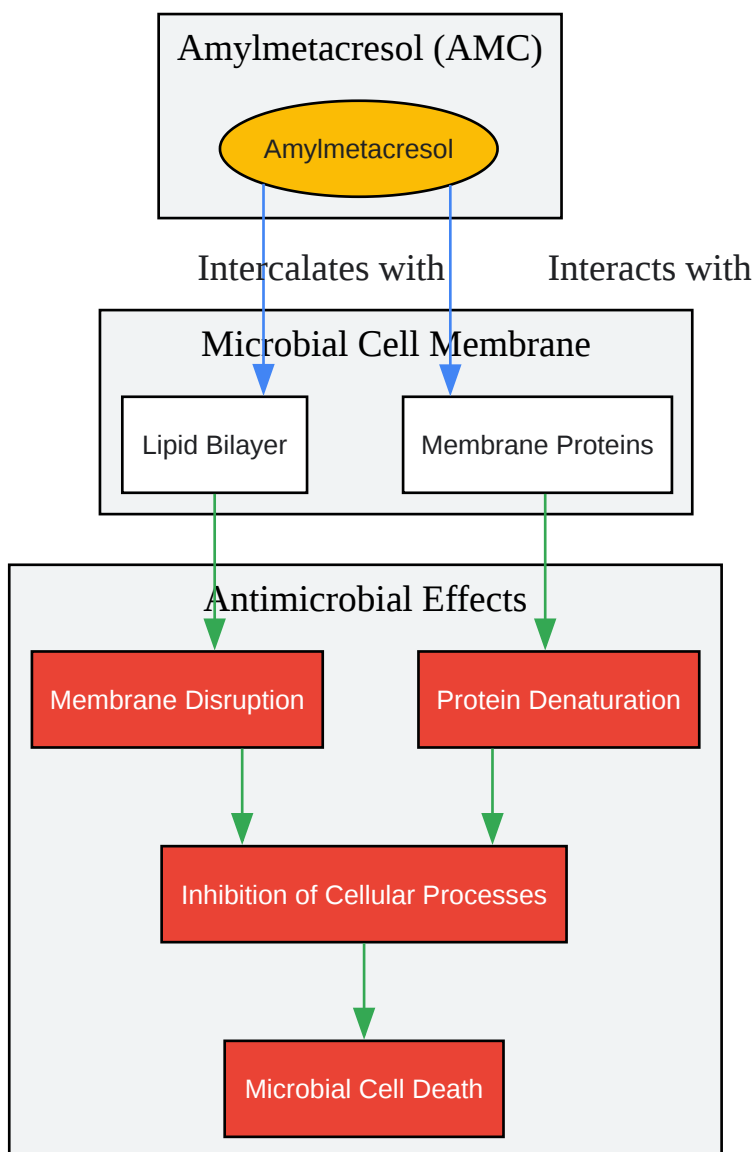 Amylmetacresol (AMC)
Amylmetacresol
Intercalates with
Interacts with
Microbial Cell Membrane
Lipid Bilayer
Membrane Proteins
Antimicrobial Effects
Membrane Disruption
Protein Denaturation
Inhibition of Cellular Processes
Microbial Cell Death